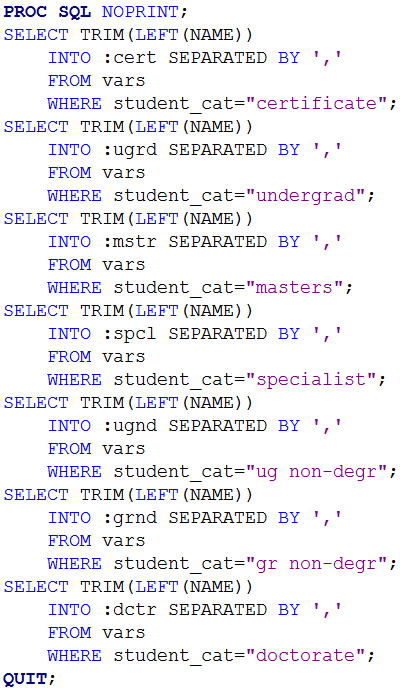 PROC SQL NOPRINT;
SELECT TRIM(LEFT(NAME))
    INTO :cert SEPARATED BY ','
    FROM vars
    WHERE student_cat="certificate";
SELECT TRIM(LEFT(NAME))
    INTO :ugrd SEPARATED BY ','
    FROM vars
    WHERE student_cat="undergrad";
SELECT TRIM(LEFT(NAME))
    INTO :mstr SEPARATED BY ','
    FROM vars
    WHERE student_cat="masters";
SELECT TRIM(LEFT(NAME))
    INTO :spcl SEPARATED BY ','
    FROM vars
    WHERE student_cat="specialist";
SELECT TRIM(LEFT(NAME))
    INTO :ugnd SEPARATED BY ','
    FROM vars
    WHERE student_cat="ug non-degr";
SELECT TRIM(LEFT(NAME))
    INTO :grnd SEPARATED BY ','
    FROM vars
    WHERE student_cat="gr non-degr";
SELECT TRIM(LEFT(NAME))
    INTO :dctr SEPARATED BY ','
    FROM vars
    WHERE student_cat="doctorate";
QUIT;